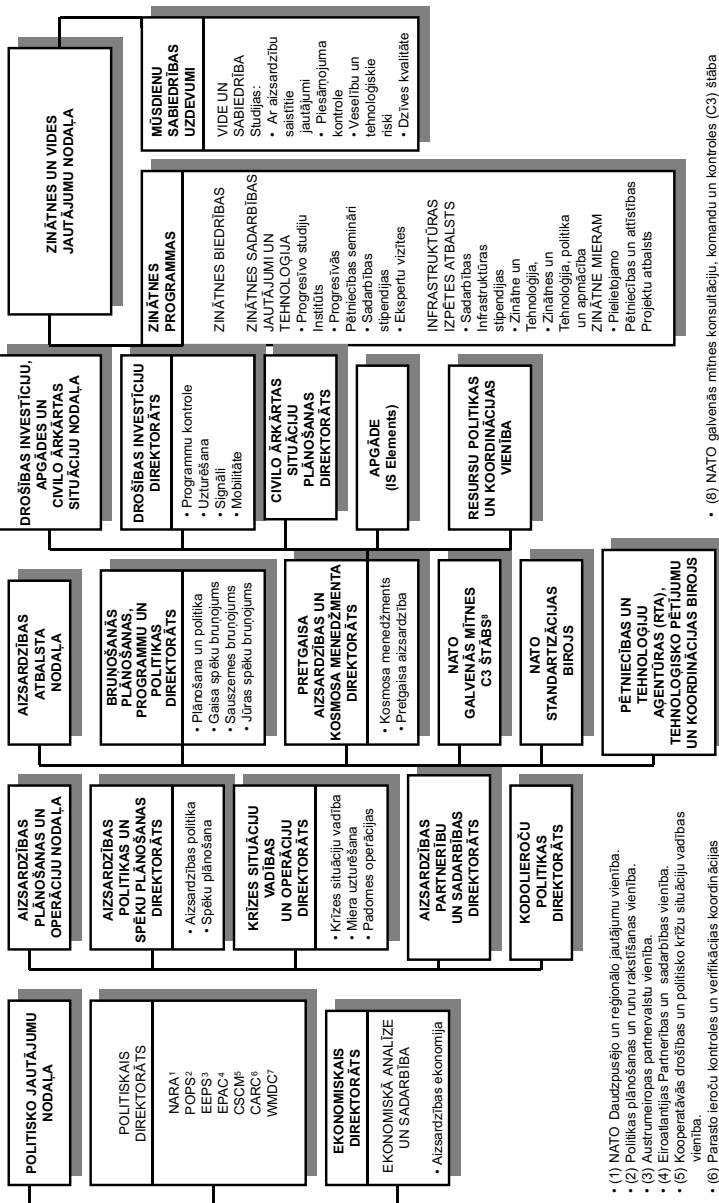 POLITISKO JAUTĀJUMU
NODAĻA
POLITISKAIS
DIREKTORĀTS
NARA¹
POPS²
EEPS³
EPAC⁴
CSCM⁵
CARC⁶
WMDC⁷
EKONOMISKAIS
DIREKTORĀTS
EKONOMISKĀ ANALĪZE
UN SADARBĪBA
• Aizsardzības ekonomija
AIZSARDZĪBAS
PLĀNOŠANAS UN
OPERĀCIJU NODAĻA
AIZSARDZĪBAS
POLITIKAS UN
SPĒKU PLĀNOŠANAS
DIREKTORĀTS
• Aizsardzības politika
• Spēku plānošana
KRĪZES SITUĀCIJU
VADĪBAS
UN OPERĀCIJU
DIREKTORĀTS
• Krīzes situāciju vadība
• Miera uzturēšana
• Padomes operācijas
AIZSARDZĪBAS
PARTNERĪBU
UN SADARBĪBAS
DIREKTORĀTS
KODOLIEROČU
POLITIKAS
DIREKTORĀTS
AIZSARDZĪBAS
ATBALSTA
NODAĻA
BRUŅOŠANĀS
PLĀNOŠANAS,
PROGRAMMU UN
POLITIKAS
DIREKTORĀTS
• Plānošana un politika
• Gaisa spēku bruņojums
• Sauszemes bruņojums
• Jūras spēku bruņojums
PRETGAISA
AIZSARDZĪBAS UN
KOSMOSA MENEDŽMENTA
DIREKTORĀTS
• Kosmosa menedžments
• Pretgaisa aizsardzība
NATO
GALVENĀS MĪTNES
C3 ŠTĀBS⁸
NATO
STANDARTIZĀCIJAS
BIROJS
PĒTNIECĪBAS UN
TEHNOLOĢIJU
AĢENTŪRAS (RTA),
TEHNOLOĢISKO PĒTĪJUMU
UN KOORDINĀCIJAS BIROJS
DROŠĪBAS INVESTĪCIJU,
APGĀDES UN
CIVILO ĀRKĀRTAS
SITUĀCIJU NODAĻA
DROŠĪBAS INVESTĪCIJU
DIREKTORĀTS
• Programmu kontrole
• Uzturēšana
• Signāli
• Mobilitāte
CIVILO ĀRKĀRTAS
SITUĀCIJU
PLĀNOŠANAS
DIREKTORĀTS
APGĀDE
(IS Elements)
RESURSU POLITIKAS
UN KOORDINĀCIJAS
VIENĪBA
ZINĀTNES UN VIDES
JAUTĀJUMU NODAĻA
ZINĀTNES
PROGRAMMAS
ZINĀTNES BIEDRĪBAS
ZINĀTNES SADARBĪBAS
JAUTĀJUMI UN
TEHNOLOĢIJA
• Progresīvo studiju
Institūts
• Progresīvās
Pētniecības semināri
• Sadarbības
stipendijas
• Ekspertu vizītes
INFRASTRUKTŪRAS
IZPĒTES ATBALSTS
• Sadarbības
Infrastruktūras
stipendijas
• Zinātne un
Tehnoloģija,
• Zinātnes un
Tehnoloģija, politika
un apmācība
ZINĀTNE MIERAM
• Pielietojamo
Pētniecības un attīstības
Projektu atbalsts
MŪSDIENU
SABIEDRĪBAS
UZDEVUMI
VIDE UN
SABIEDRĪBA
Studijas:
• Ar aizsardzību
saistītie
jautājumi
• Piesārņojuma
kontrole
• Veselību un
tehnoloģiskie
riski
• Dzīves kvalitāte
• (1) NATO Daudzpusējo un reģionālo jautājumu vienība.
• (2) Politikas plānošanas un runu rakstīšanas vienība.
• (3) Austrumeiropas partnervalstu vienība.
• (4) Eiroatlantijas Partnerības un sadarbības vienība.
• (5) Kooperatāvās drošības un politisko krīžu situāciju vadības
vienība.
• (6) Parasto ieroču kontroles un verifikācijas koordinācijas
• (8) NATO galvenās mītnes konsultāciju, komandu un kontroles (C3) štāba